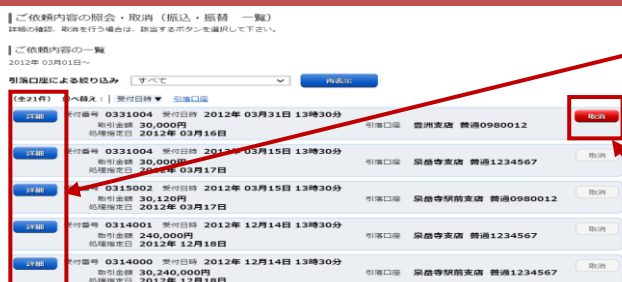 ご依頼内容の照会・取消（振込・振替　一覧）
詳細の確認、取消を行う場合は、該当するボタンを選択して下さい。
ご依頼内容の一覧
2012年 03月01日～
引落口座による絞り込み すべて 再表示
(全21件) 替え：| 受付日時▼ 引落口座
詳細 受付番号 0331004 受付日時 2012年 03月31日 13時30分 取消
取引金額 30,000円 引落口座 豊洲支店 普通0980012
処理指定日 2012年 03月16日
詳細 受付番号 0331004 受付日時 2012年 03月15日 13時30分 取消
取引金額 30,000円 引落口座 泉岳寺支店 普通1234567
処理指定日 2012年 03月17日
詳細 番号 0315002 受付日時 2012年 03月15日 13時30分 取消
取引金額 30,120円 引落口座 泉岳寺駅前支店 普通0980012
処理指定日 2012年 03月17日
詳細 受付番号 0314001 受付日時 2012年 12月14日 13時30分 取消
取引金額 240,000円 引落口座 泉岳寺支店 普通1234567
処理指定日 2012年 12月18日
詳細 受付番号 0314000 受付日時 2012年 12月14日 13時30分 取消
取引金額 30,240,000円 引落口座 泉岳寺駅前支店 普通1234567
処理指定日 2012年 12月18日